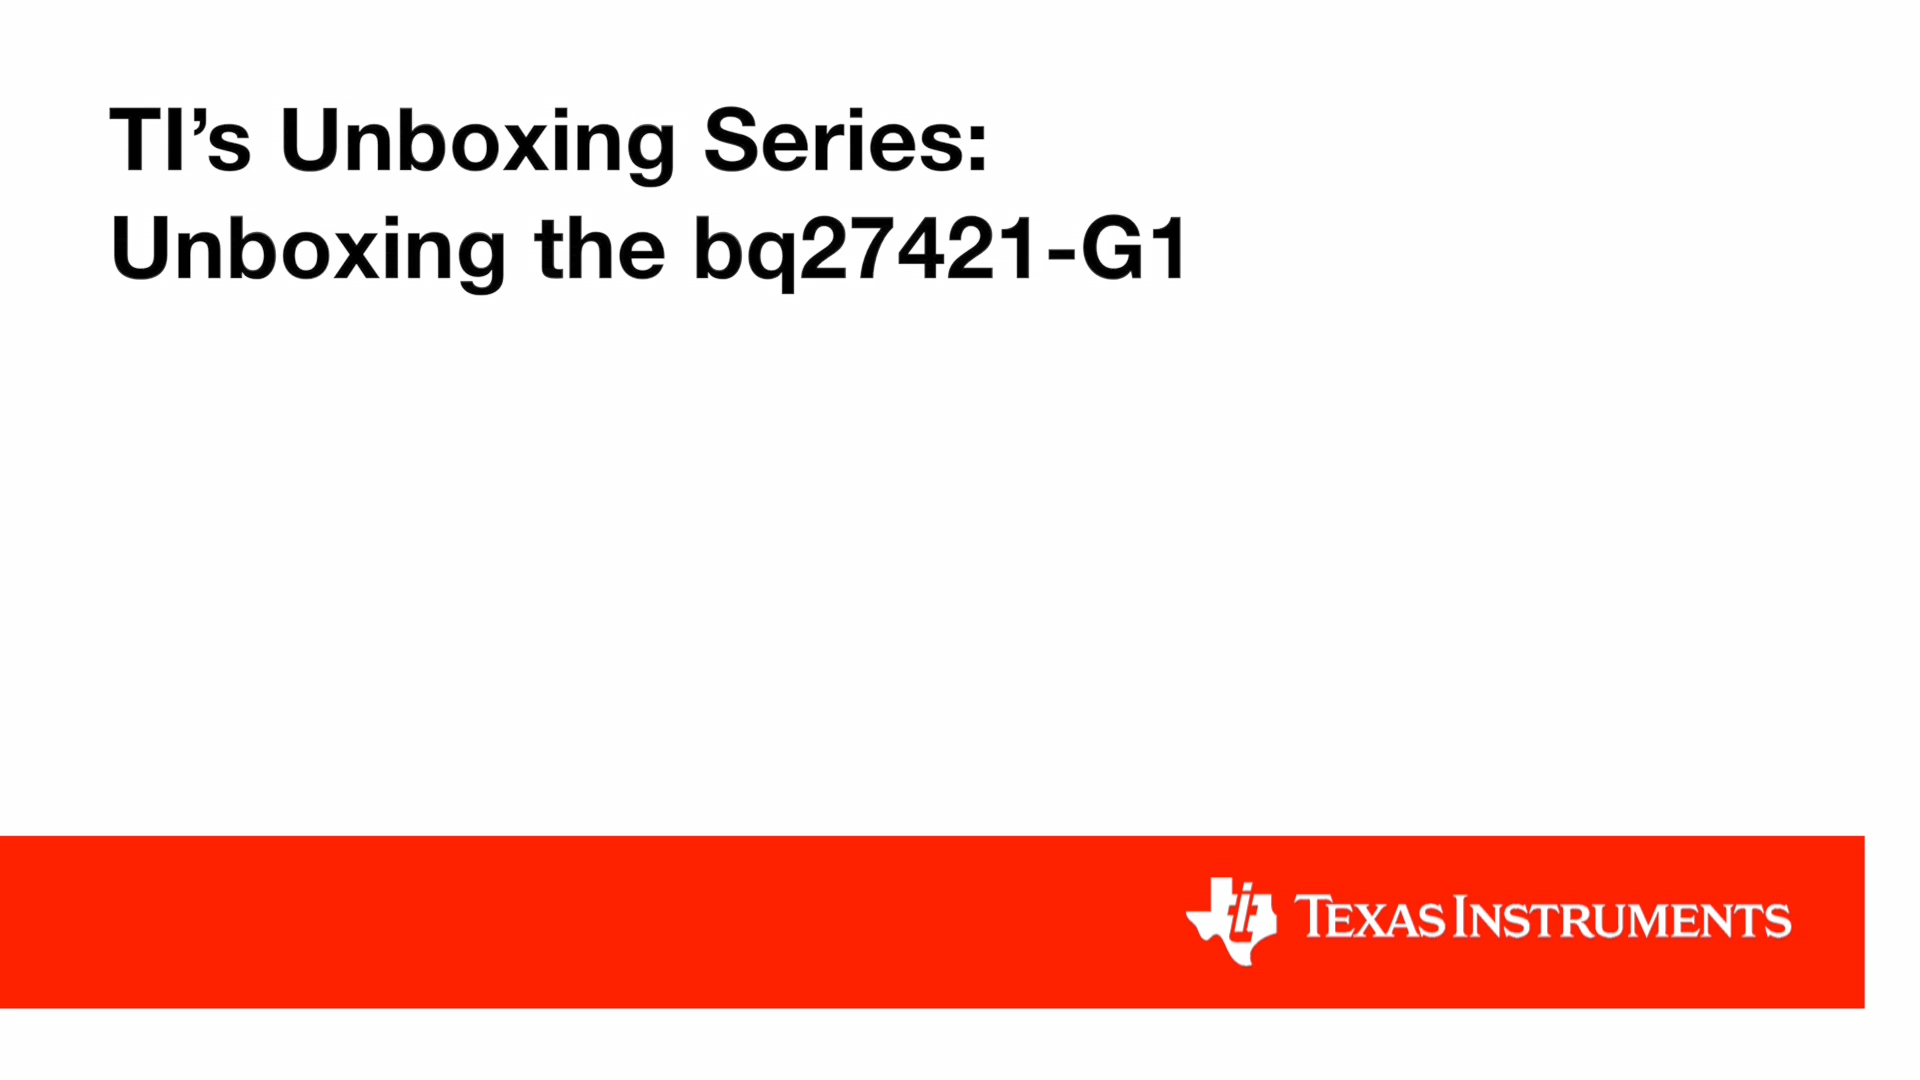 TI’s Unboxing Series:
Unboxing the bq27421-G1
TEXAS INSTRUMENTS